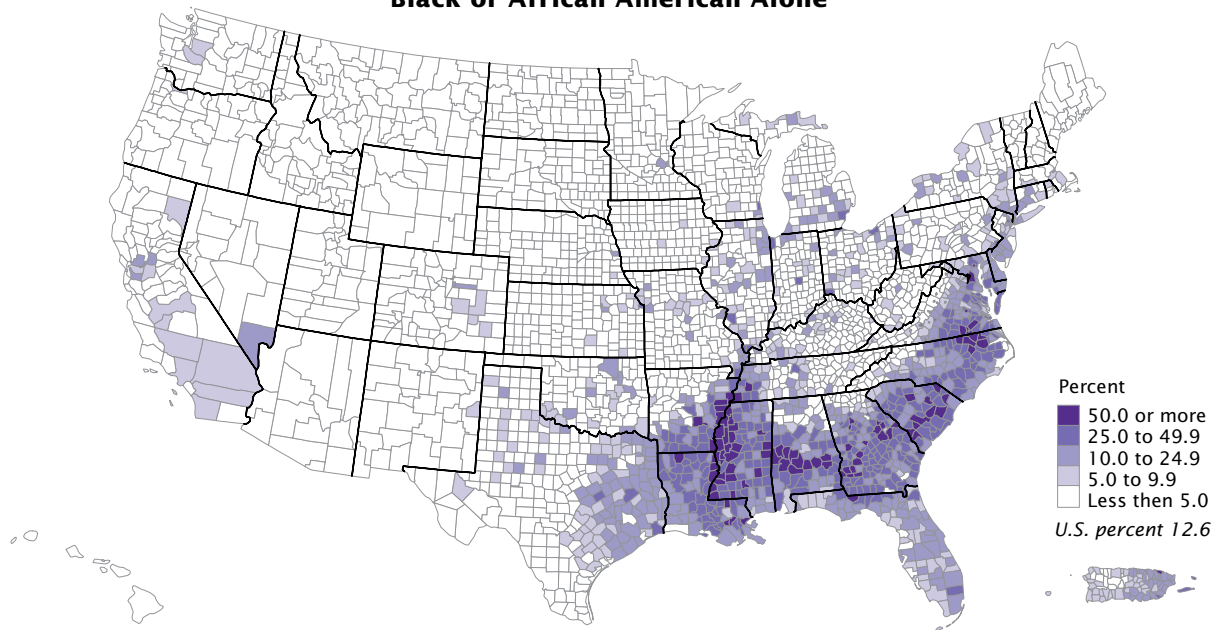 Black or African American Alone
Percent
50.0 or more
25.0 to 49.9
10.0 to 24.9
5.0 to 9.9
Less then 5.0
U.S. percent 12.6